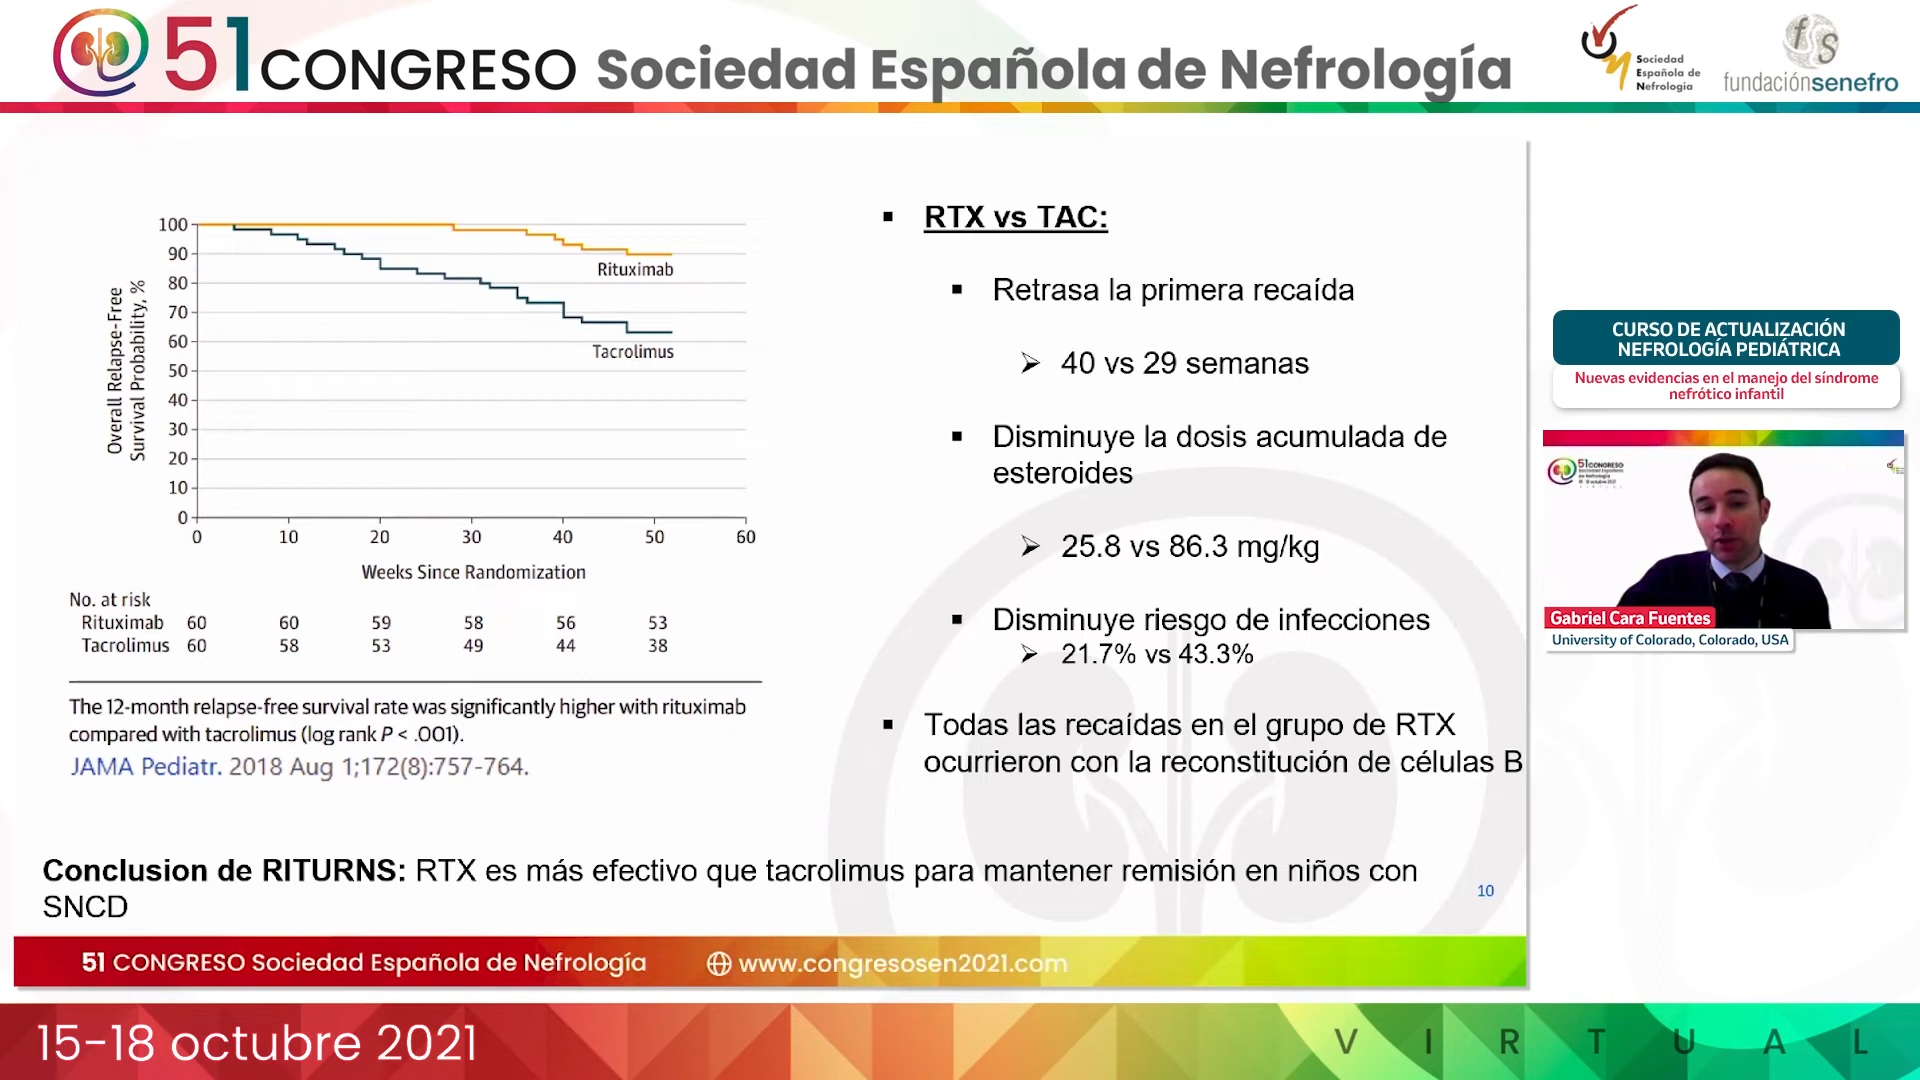 51 CONGRESO Sociedad Española de Nefrología
Sociedad
Española de
Nefrología
fundaciónsenefro
100
90
80
70
60
50
40
30
20
10
0
Overall Relapse-Free
Survival Probability, %
Rituximab
Tacrolimus
0 10 20 30 40 50 60
Weeks Since Randomization
No. at risk
Rituximab 60 60 59 58 56 53
Tacrolimus 60 58 53 49 44 38
The 12-month relapse-free survival rate was significantly higher with rituximab
compared with tacrolimus (log rank P < .001).
JAMA Pediatr. 2018 Aug 1;172(8):757-764.
▪ RTX vs TAC:
▪ Retrasa la primera recaída
➢ 40 vs 29 semanas
▪ Disminuye la dosis acumulada de
esteroides
➢ 25.8 vs 86.3 mg/kg
▪ Disminuye riesgo de infecciones
➢ 21.7% vs 43.3%
▪ Todas las recaídas en el grupo de RTX
ocurrieron con la reconstitución de células B
Conclusion de RITURNS: RTX es más efectivo que tacrolimus para mantener remisión en niños con
SNCD
10
51 CONGRESO Sociedad Española de Nefrología
www.congresosen2021.com
CURSO DE ACTUALIZACIÓN
NEFROLOGÍA PEDIÁTRICA
Nuevas evidencias en el manejo del síndrome
nefrótico infantil
51CONGRESO
Gabriel Cara Fuentes
University of Colorado, Colorado, USA
15-18 octubre 2021
VIRTUAL